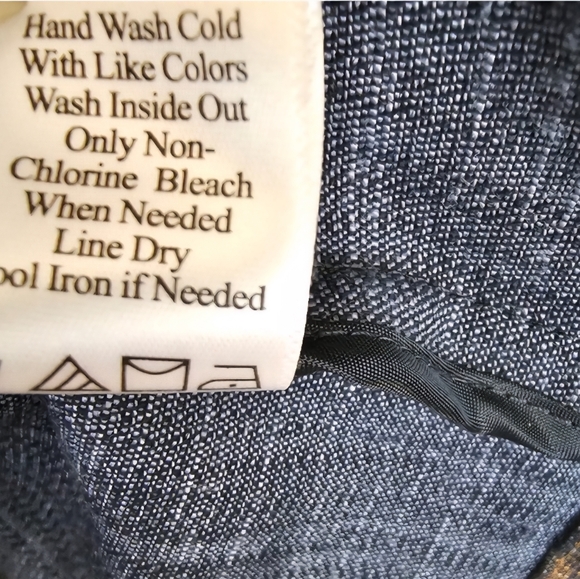 Hand Wash Cold
With Like Colors
Wash Inside Out
Only Non-
Chlorine Bleach
When Needed
Line Dry
ool Iron if Needed